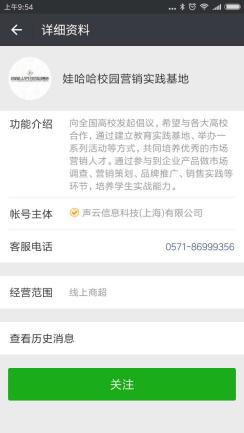 上午9:54
详细资料
娃哈哈校园营销实践基地
功能介绍
向全国高校发起倡议，希望与各大高校
合作，通过建立教育实践基地、举办一
系列活动等方式，共同培养优秀的市场
营销人才。通过参与到企业产品做市场
调查、营销策划、品牌推广、销售实践等
环节，培养学生实战能力。
帐号主体
声云信息科技(上海)有限公司
客服电话
0571-86999356
经营范围
线上商超
查看历史消息
关注